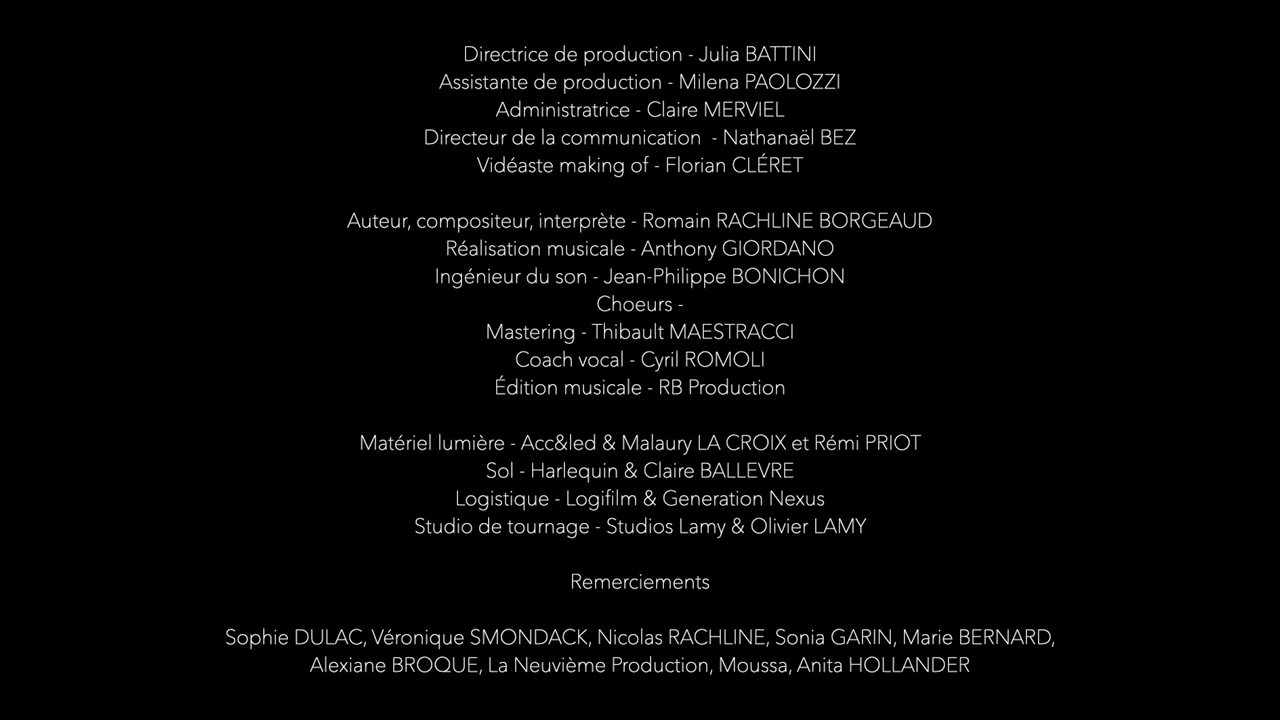 Directrice de production - Julia BATTINI
Assistante de production - Milena PAOLOZZI
Administratrice - Claire MERVIEL
Directeur de la communication  - Nathanaël BEZ
Vidéaste making of - Florian CLÉRET
Auteur, compositeur, interprète - Romain RACHLINE BORGEAUD
Réalisation musicale - Anthony GIORDANO
Ingénieur du son - Jean-Philippe BONICHON
Choeurs -
Mastering - Thibault MAESTRACCI
Coach vocal - Cyril ROMOLI
Édition musicale - RB Production
Matériel lumière - Acc&led & Malaury LA CROIX et Rémi PRIOT
Sol - Harlequin & Claire BALLEVRE
Logistique - Logifilm & Generation Nexus
Studio de tournage - Studios Lamy & Olivier LAMY
Remerciements
Sophie DULAC, Véronique SMONDACK, Nicolas RACHLINE, Sonia GARIN, Marie BERNARD,
Alexiane BROQUE, La Neuvième Production, Moussa, Anita HOLLANDER